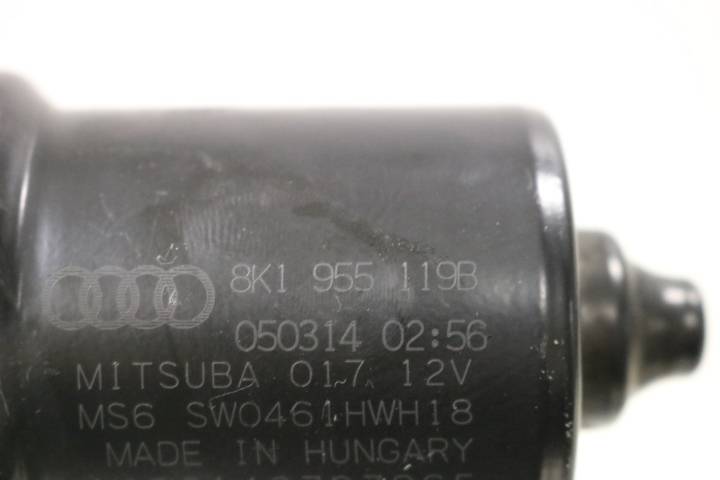 8K1 955 119B
050314 02:56
MITSUBA 017 12V
MS6 SW0461HWH18
MADE IN HUNGARY